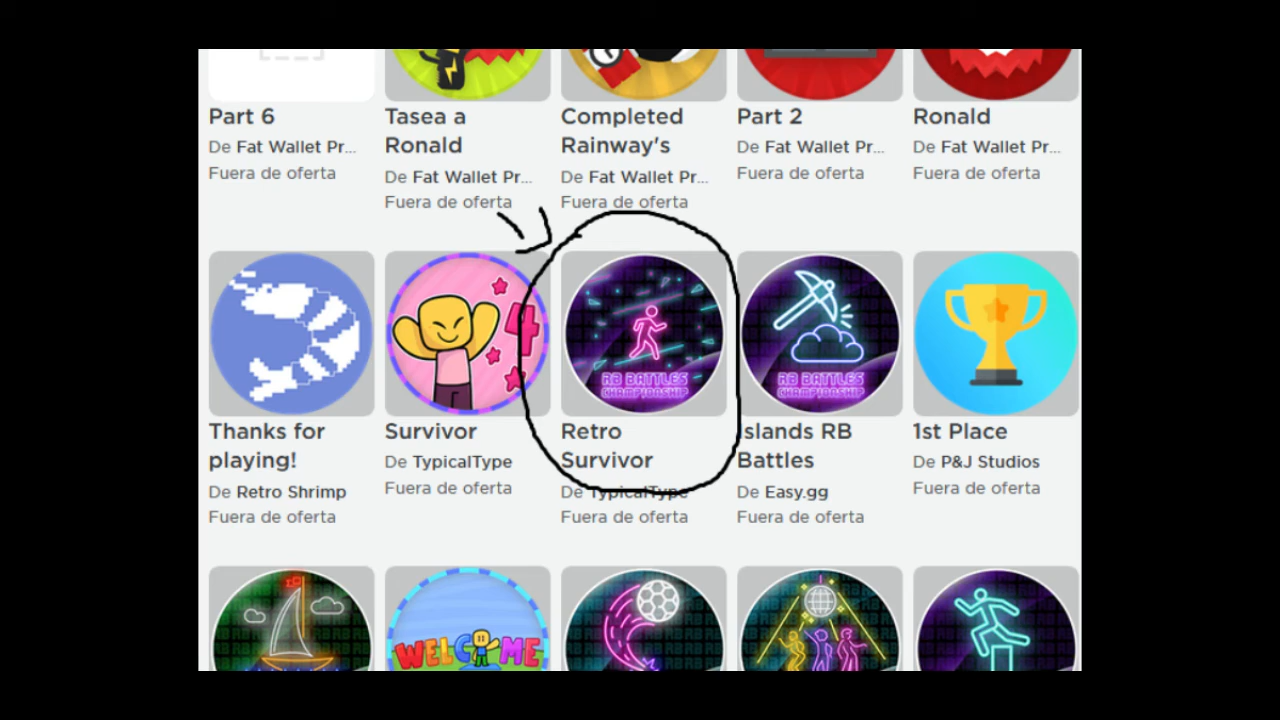 Part 6
De Fat Wallet Pr...
Fuera de oferta
Tasea a
Ronald
De Fat Wallet Pr...
Fuera de oferta
Completed
Rainway's
De Fat Wallet Pr...
Fuera de oferta
Part 2
De Fat Wallet Pr...
Fuera de oferta
Ronald
De Fat Wallet Pr...
Fuera de oferta
Thanks for
playing!
De Retro Shrimp
Fuera de oferta
4
Survivor
De TypicalType
Fuera de oferta
RB BATTLES
CHAMPIONSHIP
Retro
Survivor
De TypicalType
Fuera de oferta
RB BATTLES
CHAMPIONSHIP
Islands RB
Battles
De Easy.gg
Fuera de oferta
1st Place
De P&J Studios
Fuera de oferta
WELCOME